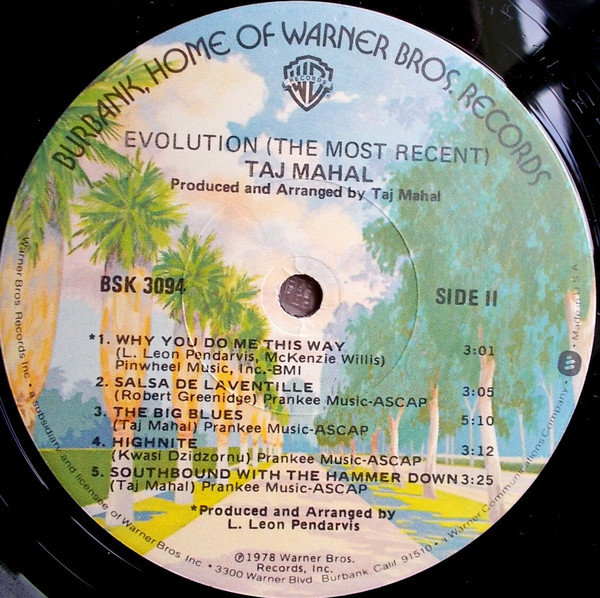 BURBANK, HOME OF WARNER BROS. RECORDS
RECORDS
WB
EVOLUTION (THE MOST RECENT)
TAJ MAHAL
Produced and Arranged by Taj Mahal
BSK 3094
SIDE II
*1. WHY YOU DO ME THIS WAY 3:01
(L. Leon Pendarvis, McKenzie Willis)
Pinwheel Music, Inc.-BMI
2. SALSA DE LAVENTILLE 3:05
(Robert Greenidge) Prankee Music-ASCAP
3. THE BIG BLUES 5:10
(Taj Mahal) Prankee Music-ASCAP
4. HIGHNITE 3:12
(Kwasi Dzidzornu) Prankee Music-ASCAP
5. SOUTHBOUND WITH THE HAMMER DOWN 3:25
(Taj Mahal) Prankee Music-ASCAP
*Produced and Arranged by
L. Leon Pendarvis
℗1978 Warner Bros.
Records, Inc.
Warner Bros Records Inc. • a subsidiary and licensee of Warner Bros Inc. • 3300 Warner Blvd. Burbank, Calif. 91510 • a Warner Communications Company • Made in U.S.A.